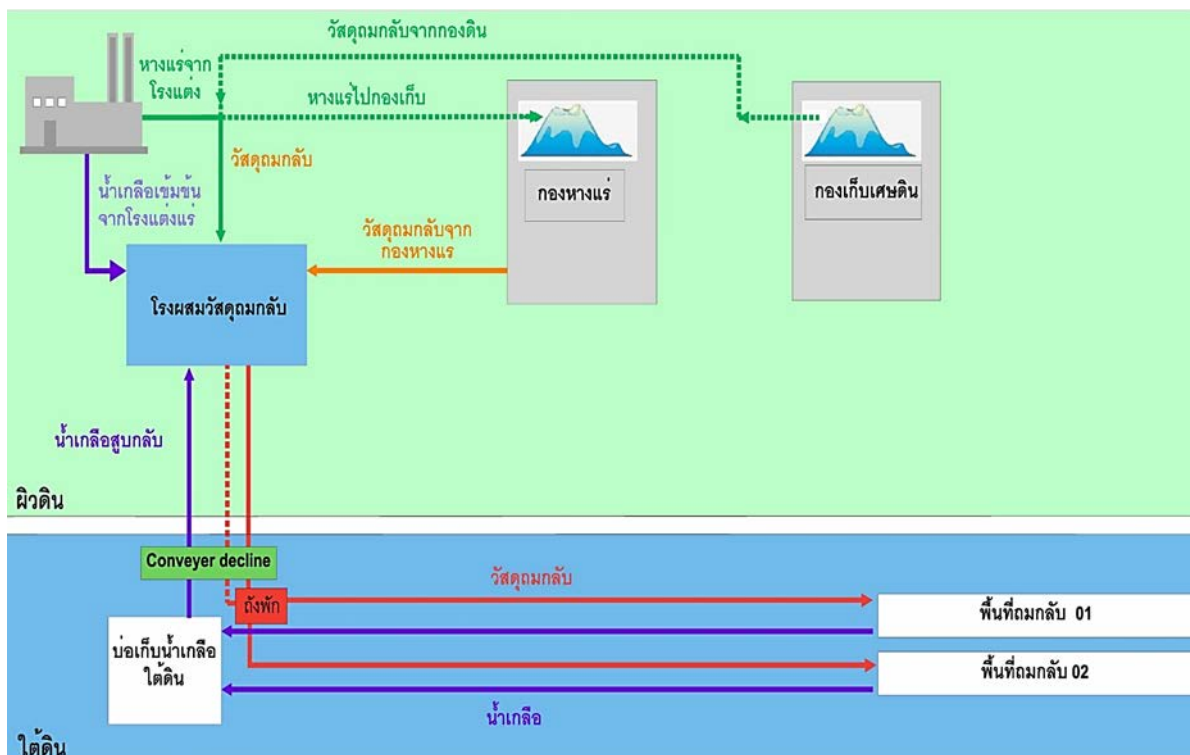 วัสดุถมกลับจากกองดิน
หางแร่จาก
โรงแต่ง
หางแร่ไปกองเก็บ
วัสดุถมกลับ
กองหางแร่
กองเก็บเศษดิน
น้ำเกลือเข้มข้น
จากโรงแต่งแร่
วัสดุถมกลับจาก
กองหางแร
โรงผสมวัสดุถมกลับ
น้ำเกลือสูบกลับ
ผิวดิน
Conveyer decline
วัสดุถมกลับ
ถังพัก
พื้นที่ถมกลับ 01
บ่อเก็บน้ำเกลือ
ใต้ดิน
พื้นที่ถมกลับ 02
น้ำเกลือ
ใต้ดิน